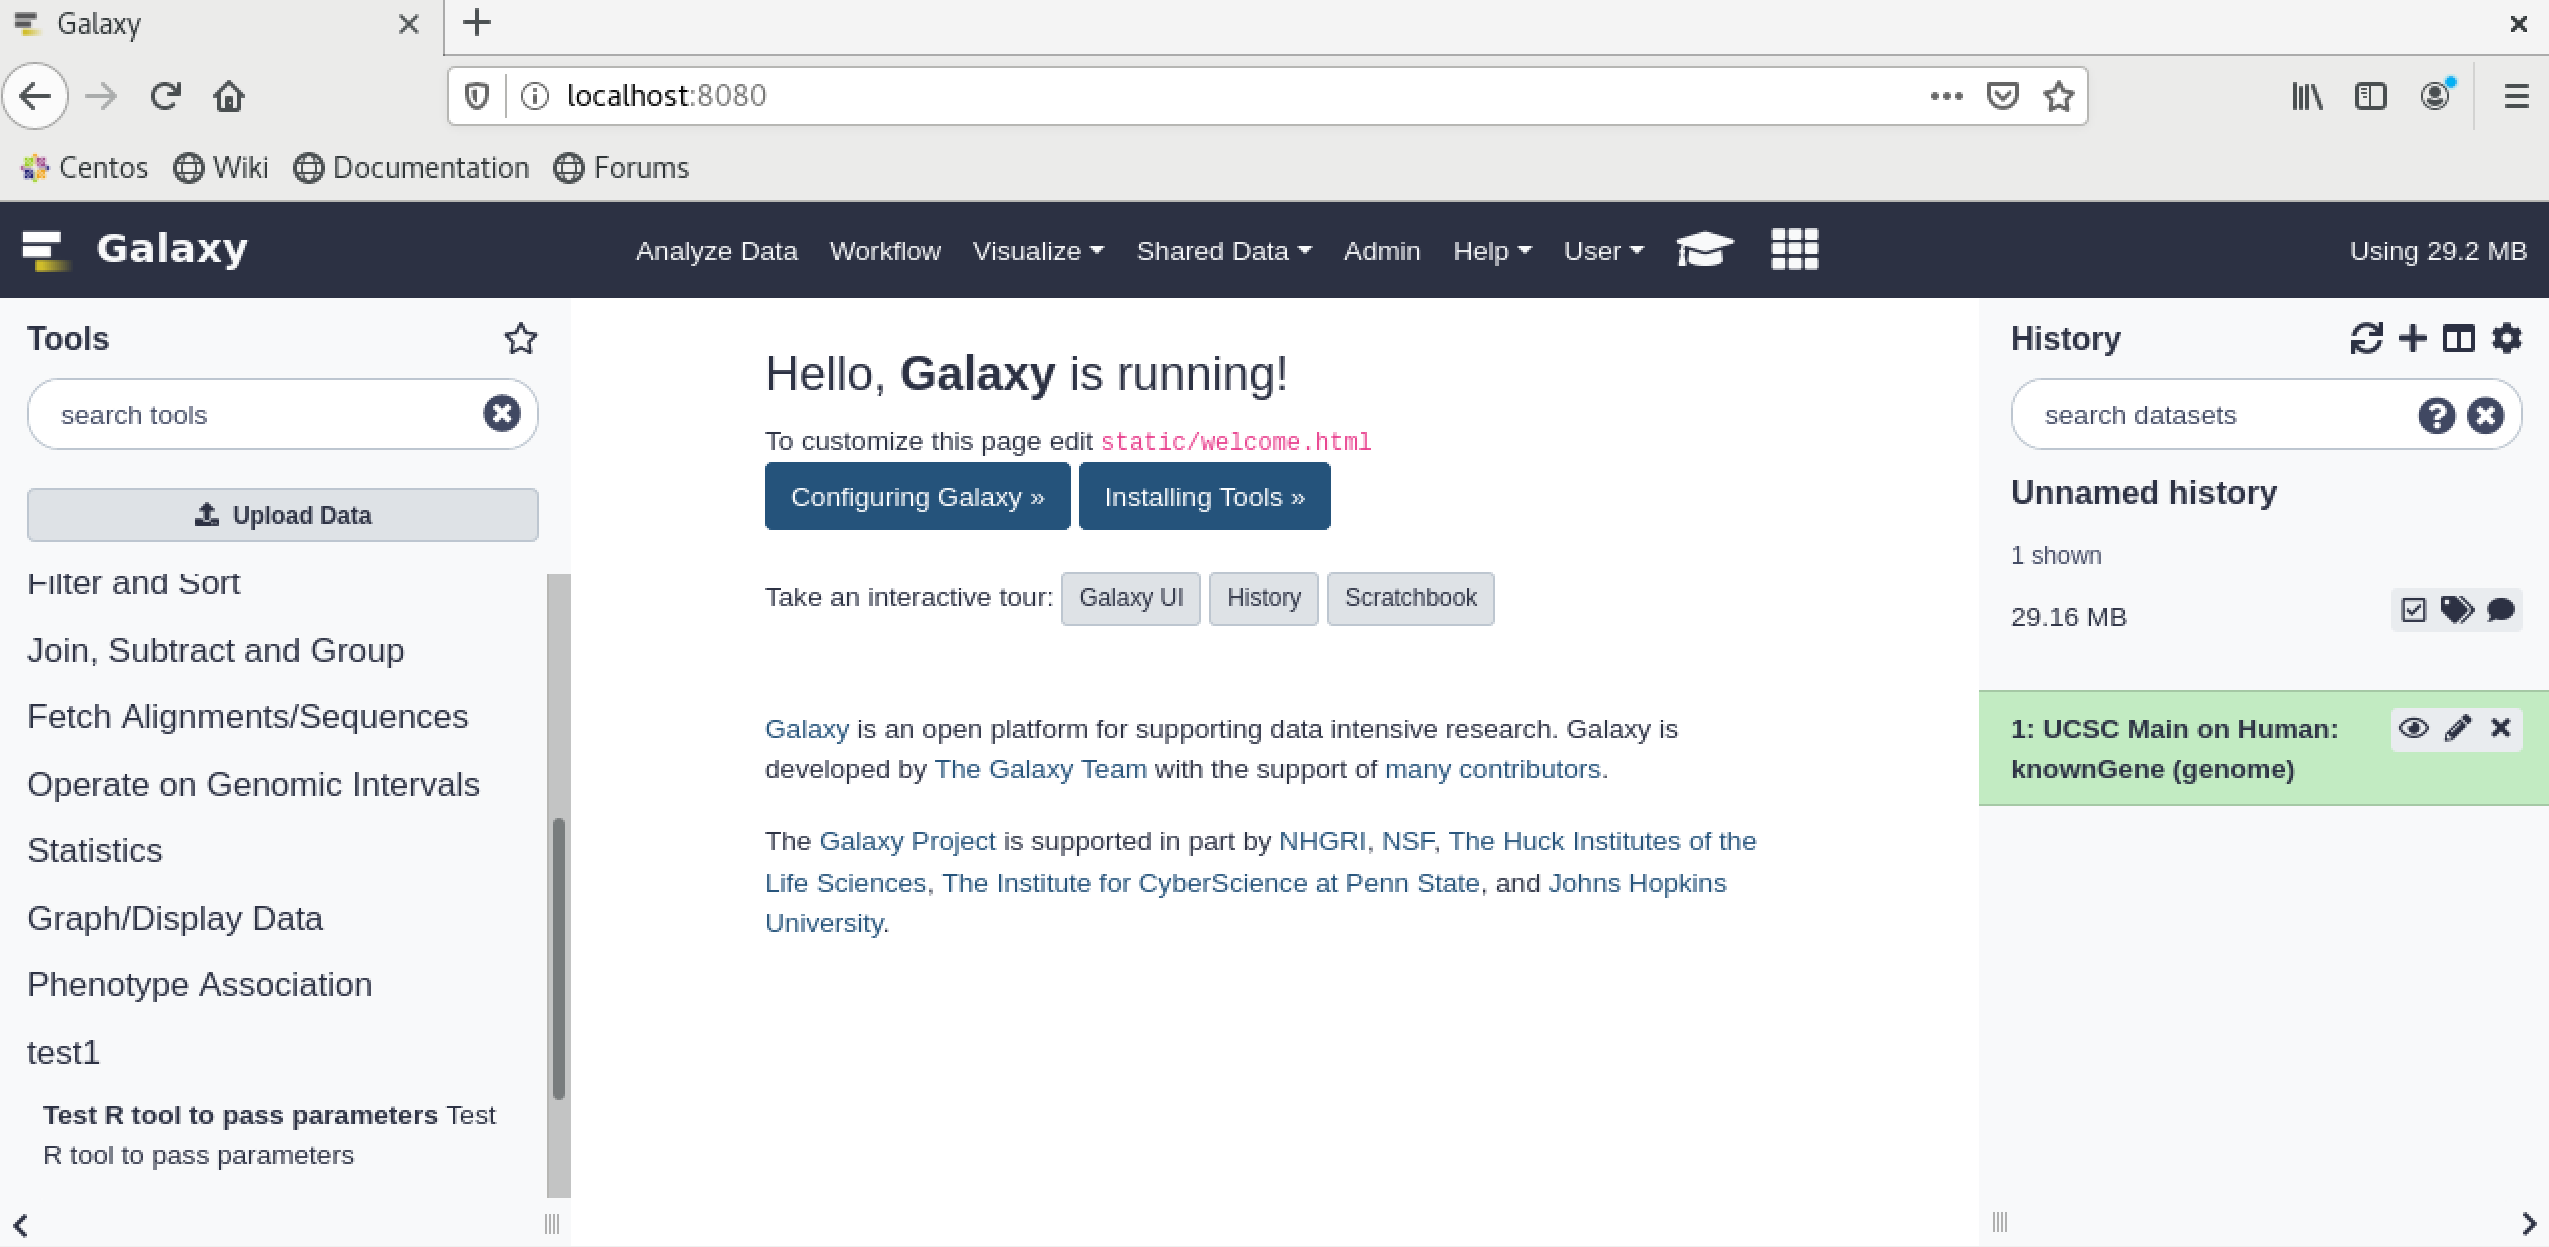 Galaxy
localhost:8080
Centos Wiki Documentation Forums
Galaxy Analyze Data Workflow Visualize Shared Data Admin Help User Using 29.2 MB
Tools
search tools
Upload Data
Filter and Sort
Join, Subtract and Group
Fetch Alignments/Sequences
Operate on Genomic Intervals
Statistics
Graph/Display Data
Phenotype Association
test1
Test R tool to pass parameters Test
R tool to pass parameters
Hello, Galaxy is running!
To customize this page edit static/welcome.html
Configuring Galaxy » Installing Tools »
Take an interactive tour: Galaxy UI History Scratchbook
Galaxy is an open platform for supporting data intensive research. Galaxy is
developed by The Galaxy Team with the support of many contributors.
The Galaxy Project is supported in part by NHGRI, NSF, The Huck Institutes of the
Life Sciences, The Institute for CyberScience at Penn State, and Johns Hopkins
University.
History
search datasets
Unnamed history
1 shown
29.16 MB
1: UCSC Main on Human:
knownGene (genome)